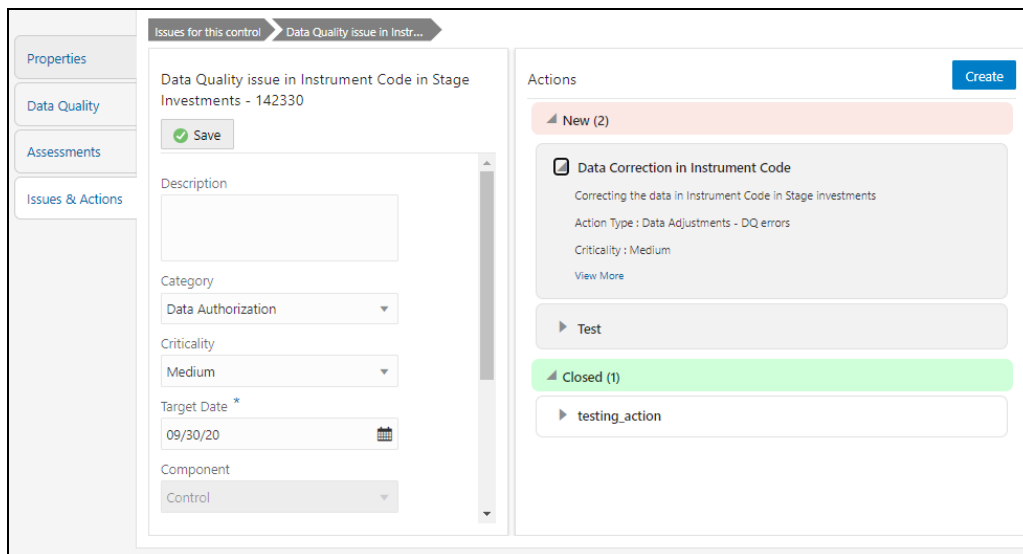 Issues for this control
Data Quality issue in Instr...
Properties
Data Quality
Assessments
Issues & Actions
Data Quality issue in Instrument Code in Stage
Investments - 142330
Save
Description
Category
Data Authorization
Criticality
Medium
Target Date *
09/30/20
Component
Control
Actions
Create
New (2)
Data Correction in Instrument Code
Correcting the data in Instrument Code in Stage investments
Action Type : Data Adjustments - DQ errors
Criticality : Medium
View More
Test
Closed (1)
testing_action